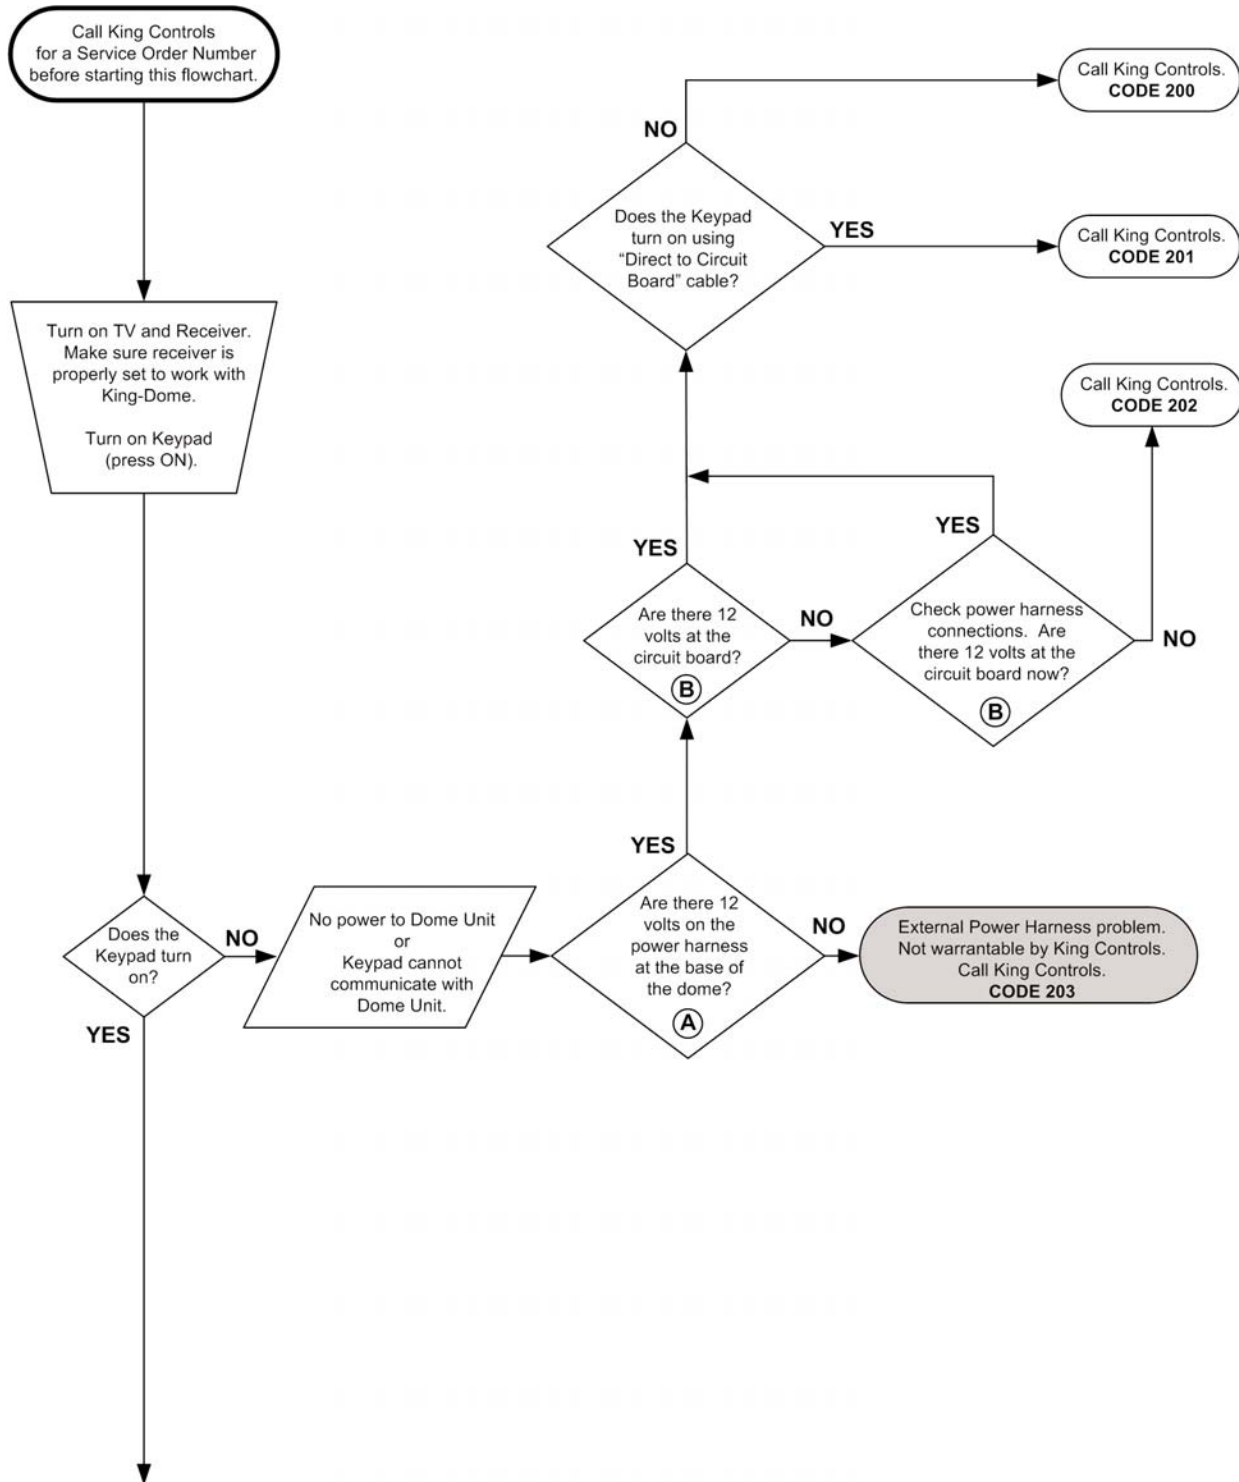 Call King Controls
for a Service Order Number
before starting this flowchart.
Turn on TV and Receiver.
Make sure receiver is
properly set to work with
King-Dome.
Turn on Keypad
(press ON).
Does the
Keypad turn
on?
NO
YES
No power to Dome Unit
or
Keypad cannot
communicate with
Dome Unit.
Are there 12
volts on the
power harness
at the base of
the dome?
A
NO
External Power Harness problem.
Not warrantable by King Controls.
Call King Controls.
CODE 203
YES
Are there 12
volts at the
circuit board?
B
NO
Check power harness
connections. Are
there 12 volts at the
circuit board now?
B
NO
Call King Controls.
CODE 202
YES
YES
Does the Keypad
turn on using
“Direct to Circuit
Board” cable?
YES
Call King Controls.
CODE 201
NO
Call King Controls.
CODE 200